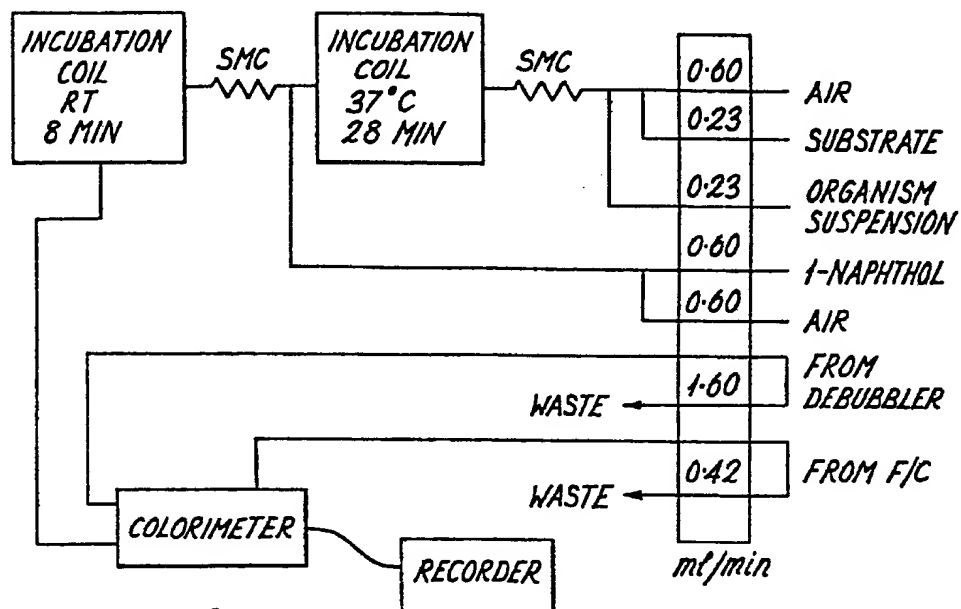 INCUBATION
COIL
RT
8 MIN
SMC
INCUBATION
COIL
37°C
28 MIN
SMC
0·60
AIR
0·23
SUBSTRATE
0·23
ORGANISM
SUSPENSION
0·60
1-NAPHTHOL
0·60
AIR
FROM
DEBUBBLER
1·60
WASTE
FROM F/C
0·42
WASTE
COLORIMETER
RECORDER
ml/min